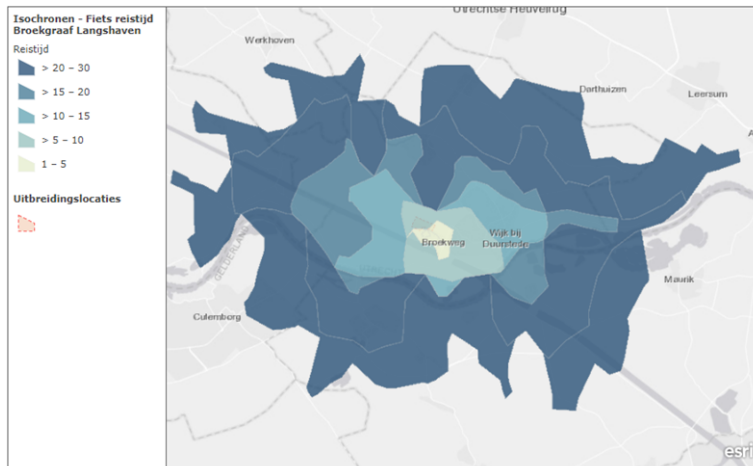 Isochronen - Fiets reistijd
Broekgraaf Langshaven
Reistijd
> 20 – 30
> 15 – 20
> 10 – 15
> 5 – 10
1 – 5
Uitbreidingslocaties
Utrechtse Heuvelrug
Werkhoven
Darthuizen
Leersum
A
Wijk bij
Duurstede
Broekweg
GELDERLAND
Maurik
Culemborg
esri